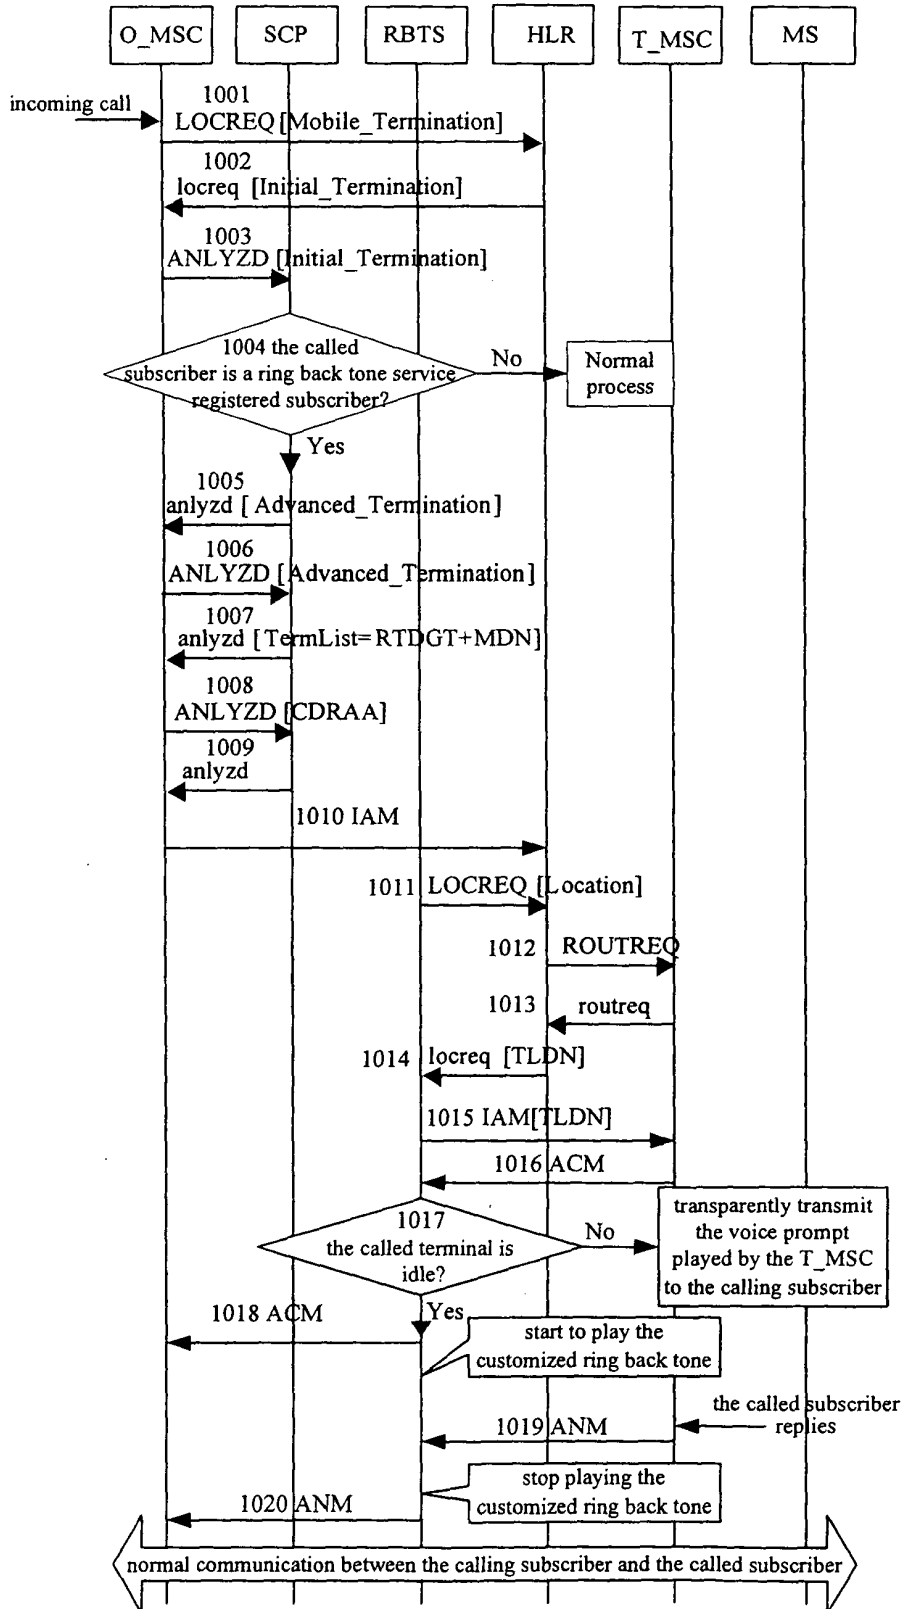 O_MSC SCP RBTS HLR T_MSC MS
incoming call
1001
LOCREQ [Mobile_Termination]
1002
locreq [Initial_Termination]
1003
ANLYZD [Initial_Termination]
1004 the called
subscriber is a ring back tone service
registered subscriber?
No
Normal
process
Yes
1005
anlyzd [Advanced_Termination]
1006
ANLYZD [Advanced_Termination]
1007
anlyzd [TermList=RTDGT+MDN]
1008
ANLYZD [CDRAA]
1009
anlyzd
1010 IAM
1011 LOCREQ [Location]
1012 ROUTREQ
1013 routreq
1014 locreq [TLDN]
1015 IAM[TLDN]
1016 ACM
1017
the called terminal is
idle?
No
transparently transmit
the voice prompt
played by the T_MSC
to the calling subscriber
Yes
1018 ACM
start to play the
customized ring back tone
the called subscriber
replies
1019 ANM
stop playing the
customized ring back tone
1020 ANM
normal communication between the calling subscriber and the called subscriber